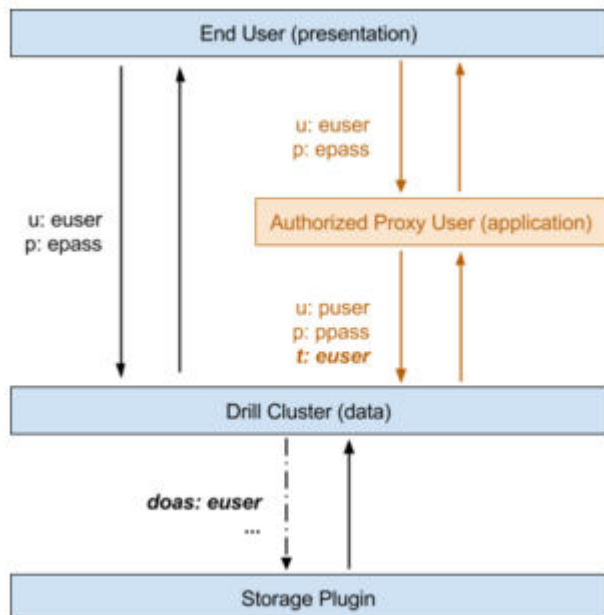 End User (presentation)
u: euser
p: epass
Authorized Proxy User (application)
u: euser
p: epass
u: puser
p: ppass
t: euser
Drill Cluster (data)
doas: euser
...
Storage Plugin